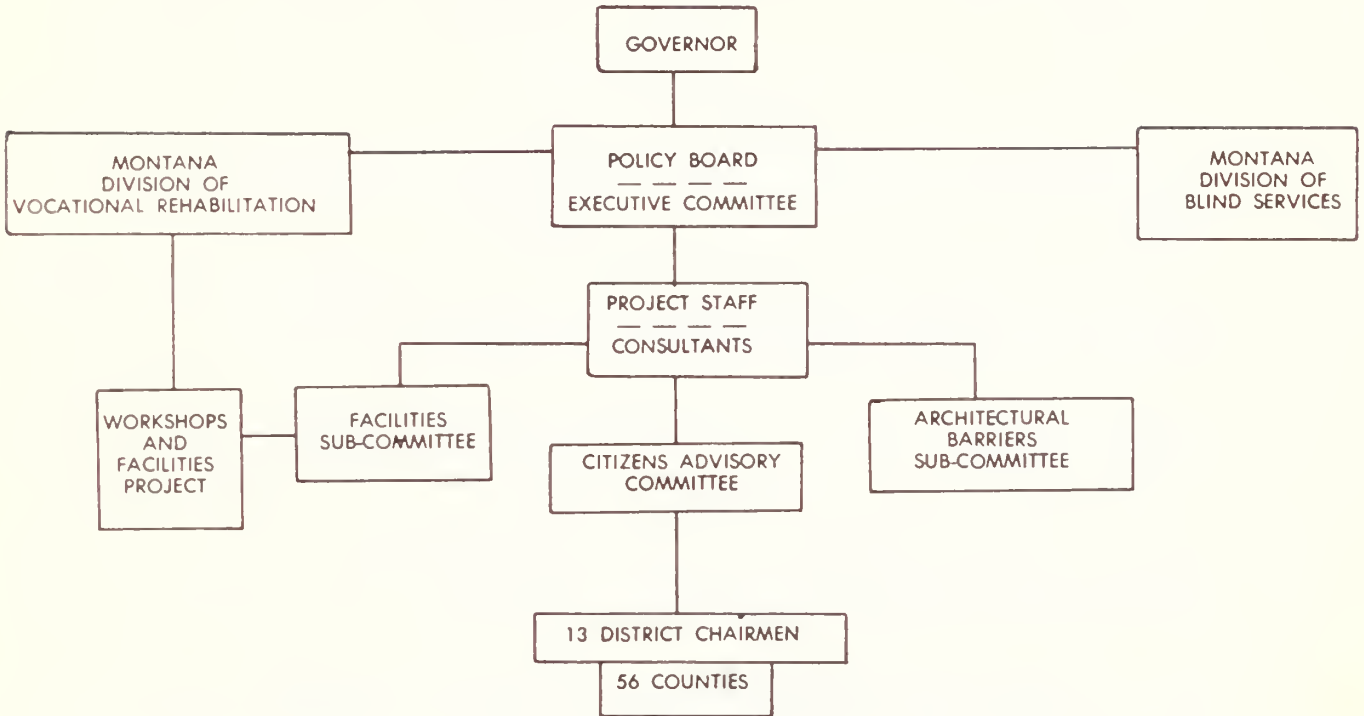 GOVERNOR
MONTANA
DIVISION OF
VOCATIONAL REHABILITATION
POLICY BOARD
EXECUTIVE COMMITTEE
MONTANA
DIVISION OF
BLIND SERVICES
PROJECT STAFF
CONSULTANTS
WORKSHOPS
AND
FACILITIES
PROJECT
FACILITIES
SUB-COMMITTEE
CITIZENS ADVISORY
COMMITTEE
ARCHITECTURAL
BARRIERS
SUB-COMMITTEE
13 DISTRICT CHAIRMEN
56 COUNTIES